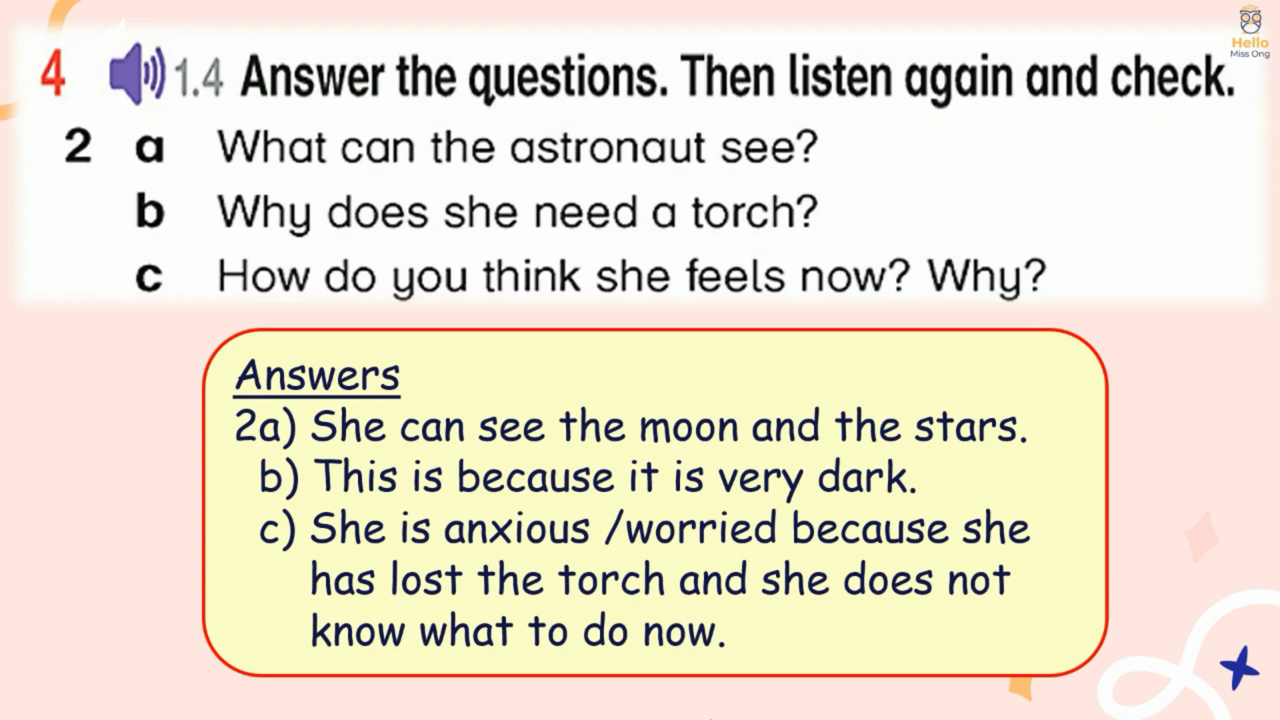 Hello
Miss Ong
4 1.4 Answer the questions. Then listen again and check.
2 a What can the astronaut see?
b Why does she need a torch?
c How do you think she feels now? Why?
Answers
2a) She can see the moon and the stars.
b) This is because it is very dark.
c) She is anxious /worried because she
has lost the torch and she does not
know what to do now.